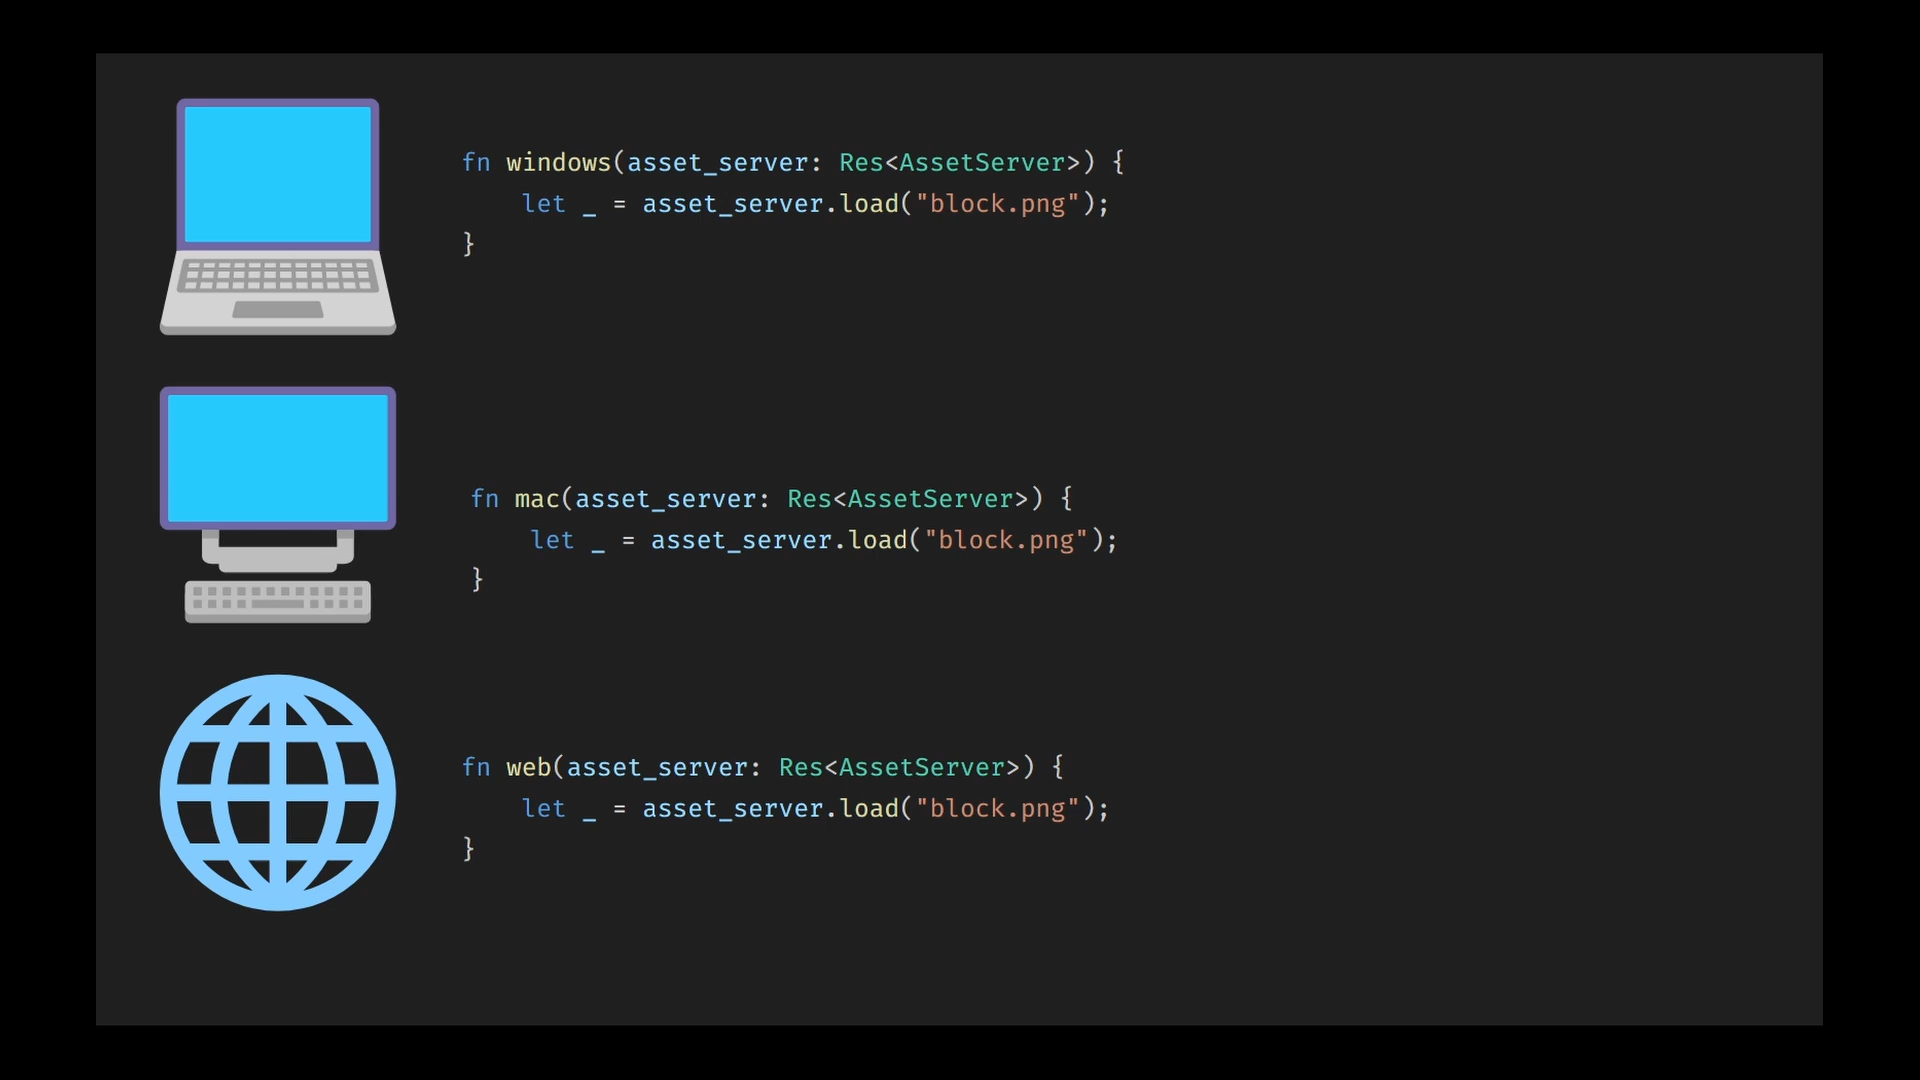 fn windows(asset_server: Res<AssetServer>) {
    let _ = asset_server.load("block.png");
}
fn mac(asset_server: Res<AssetServer>) {
    let _ = asset_server.load("block.png");
}
fn web(asset_server: Res<AssetServer>) {
    let _ = asset_server.load("block.png");
}